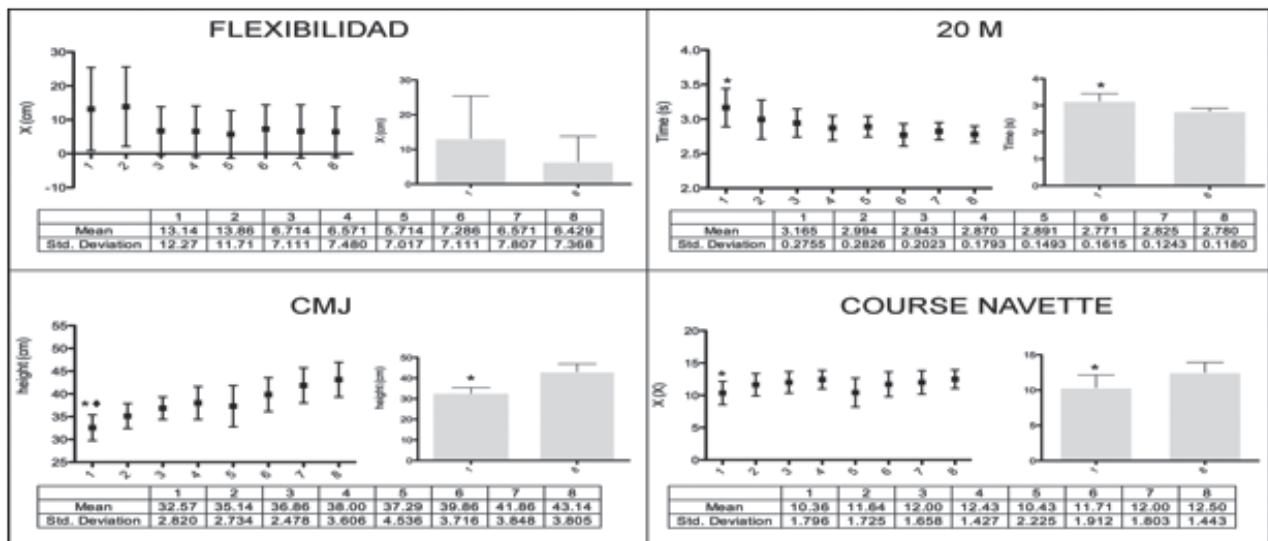 FLEXIBILIDAD
30
20
10
0
-10
X (cm)
1 2 3 4 5 6 7 8
30
20
10
0
X (cm)
1
1 2 3 4 5 6 7 8
Mean 13.14 13.86 6.714 6.571 5.714 7.286 6.571 6.429
Std. Deviation 12.27 11.71 7.111 7.480 7.017 7.111 7.807 7.368
20 M
4.0
3.5
3.0
2.5
2.0
Time (s)
*
1 2 3 4 5 6 7 8
4
3
2
1
0
Time (s)
*
1
1 2 3 4 5 6 7 8
Mean 3.165 2.994 2.943 2.870 2.891 2.771 2.825 2.780
Std. Deviation 0.2755 0.2826 0.2023 0.1793 0.1493 0.1615 0.1243 0.1180
CMJ
55
50
45
40
35
30
25
height (cm)
1 2 3 4 5 6 7 8
50
40
30
20
10
0
height(cm)
*
1
1 2 3 4 5 6 7 8
Mean 32.57 35.14 36.86 38.00 37.29 39.86 41.86 43.14
Std. Deviation 2.820 2.734 2.478 3.606 4.536 3.716 3.848 3.805
COURSE NAVETTE
20
15
10
5
0
X (X)
*
1 2 3 4 5 6 7 8
15
10
5
0
*
1
1 2 3 4 5 6 7 8
Mean 10.36 11.64 12.00 12.43 10.43 11.71 12.00 12.50
Std. Deviation 1.796 1.725 1.658 1.427 2.225 1.912 1.803 1.443